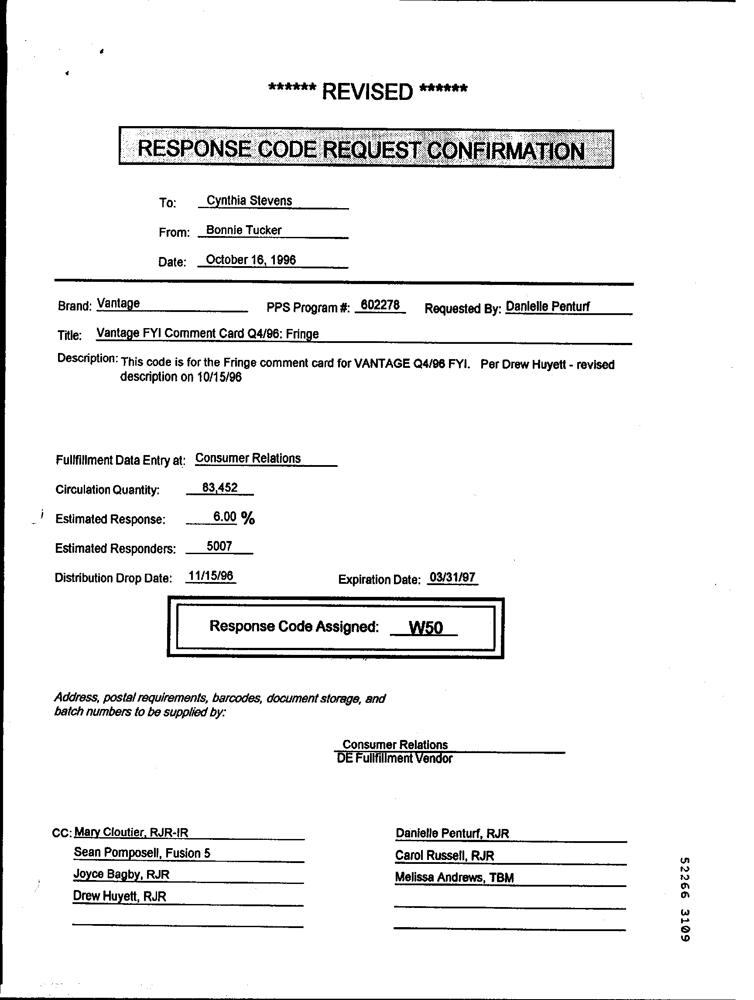 ****** REVISED ******
RESPONSE CODE REQUEST CONFIRMATION
To: Cynthia Stevens
From: Bonnie Tucker
Date: October 16, 1996
Brand: Vantage PPS Program #: 602278 Requested By: Danielle Penturf
Title: Vantage FYI Comment Card Q4/96: Fringe
Description: This code is for the Fringe comment card for VANTAGE Q4/96 FYI. Per Drew Huyett - revised
description on 10/15/96
Fullfillment Data Entry at: Consumer Relations
Circulation Quantity: 83,452
Estimated Response: 6.00 %
Estimated Responders: 5007
Distribution Drop Date: 11/15/96 Expiration Date: 03/31/97
Response Code Assigned: W50
Address, postal requirements, barcodes, document storage, and
batch numbers to be supplied by:
Consumer Relations
DE Fullfillment Vendor
CC: Mary Cloutier, RJR-IR Danielle Penturf, RJR
Sean Pomposell, Fusion 5 Carol Russell, RJR
Joyce Bagby, RJR Melissa Andrews, TBM
Drew Huyett, RJR
52266 3109